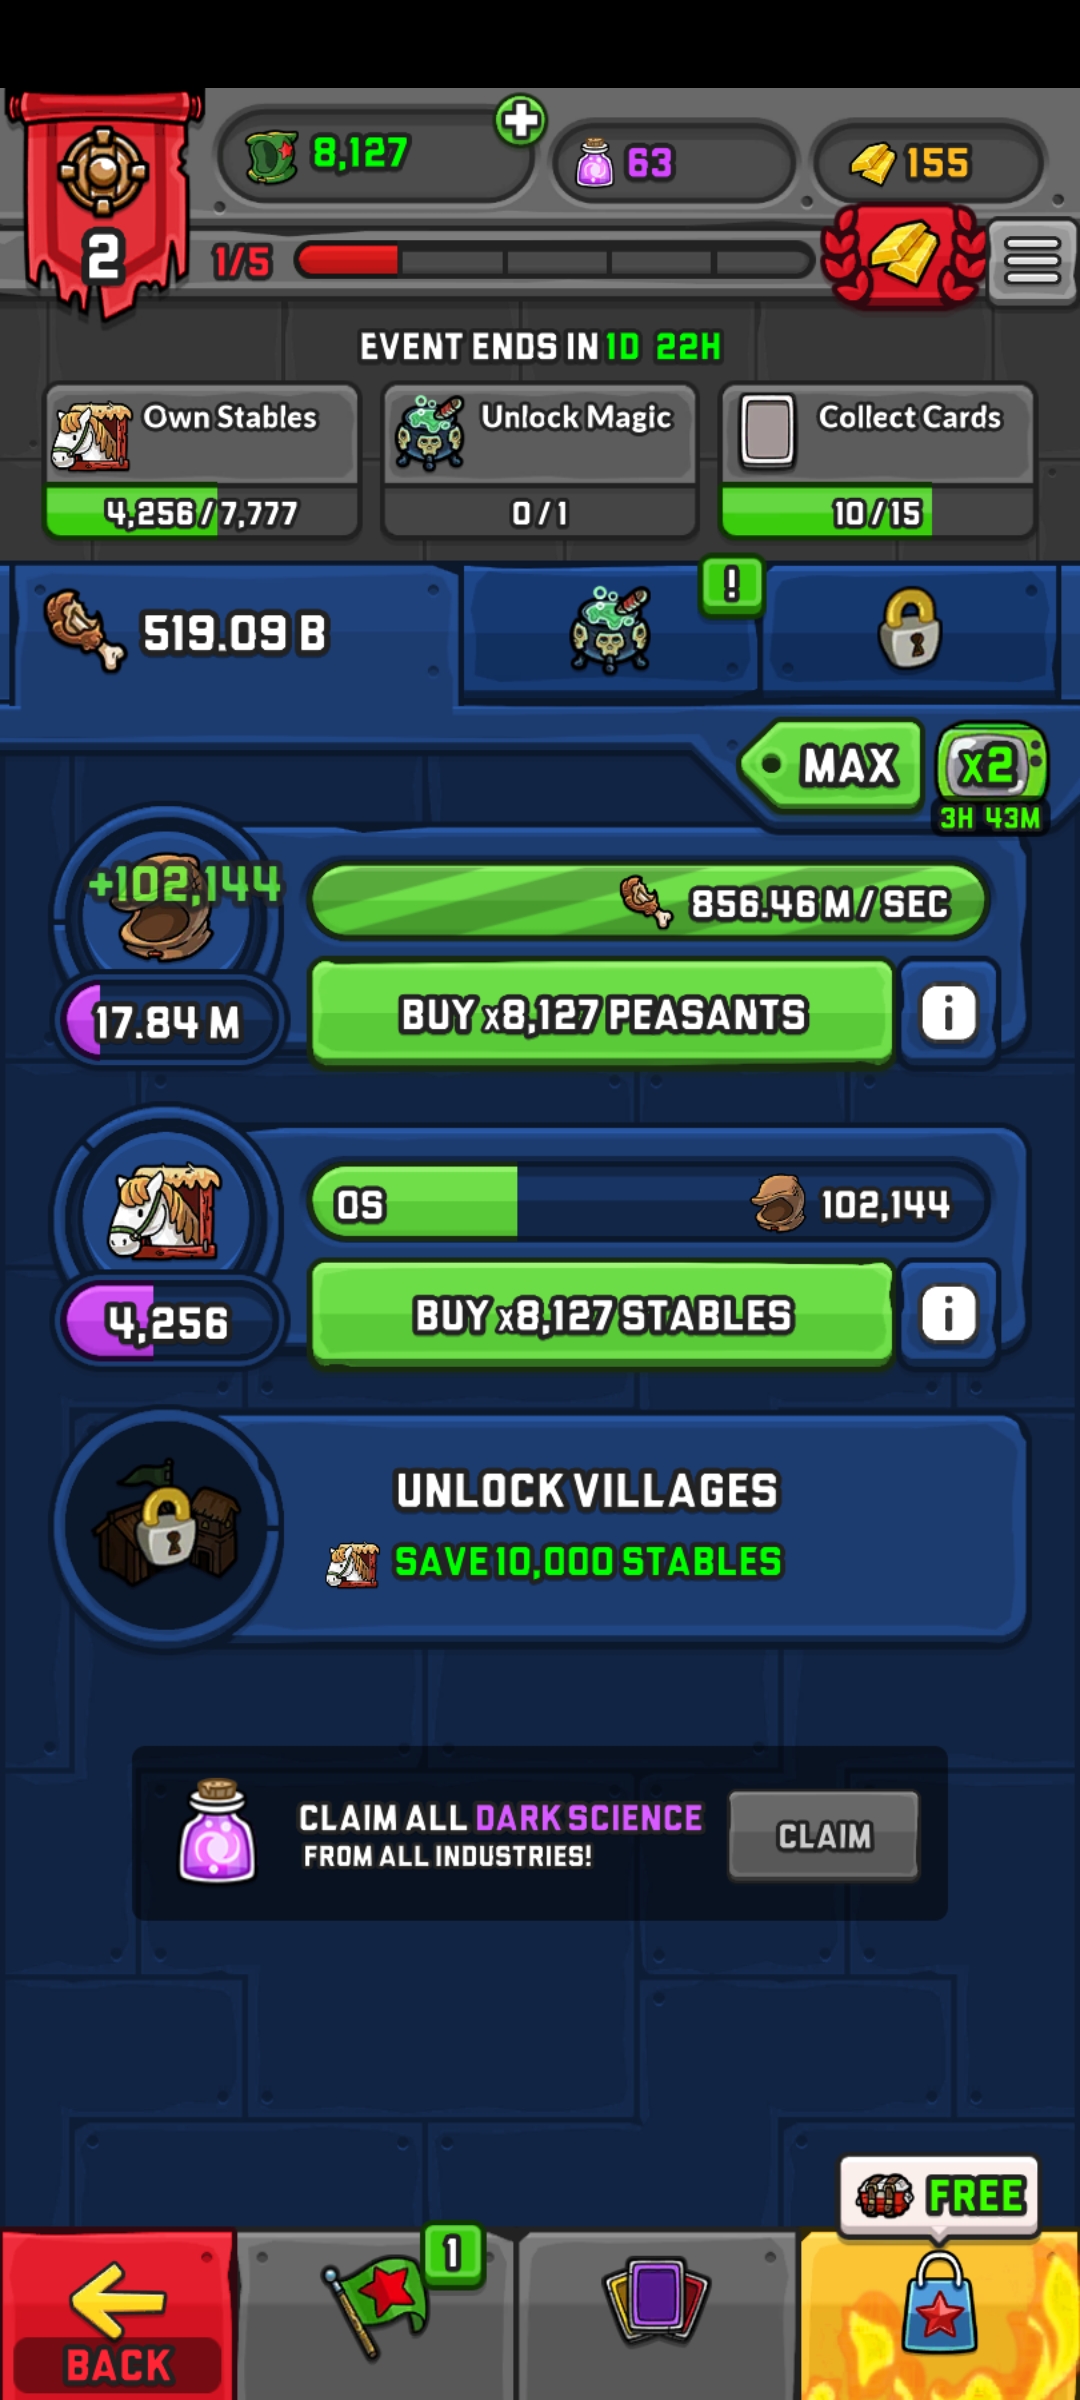 8,127
63
155
2
1/5
EVENT ENDS IN 1D 22H
Own Stables
4,256/7,777
Unlock Magic
0/1
Collect Cards
10/15
519.09 B
!
MAX
x2
3H 43M
+102,144
856.46 M / SEC
17.84 M
BUY x8,127 PEASANTS
i
0S
102,144
4,256
BUY x8,127 STABLES
i
UNLOCK VILLAGES
SAVE 10,000 STABLES
CLAIM ALL DARK SCIENCE
FROM ALL INDUSTRIES!
CLAIM
FREE
1
BACK